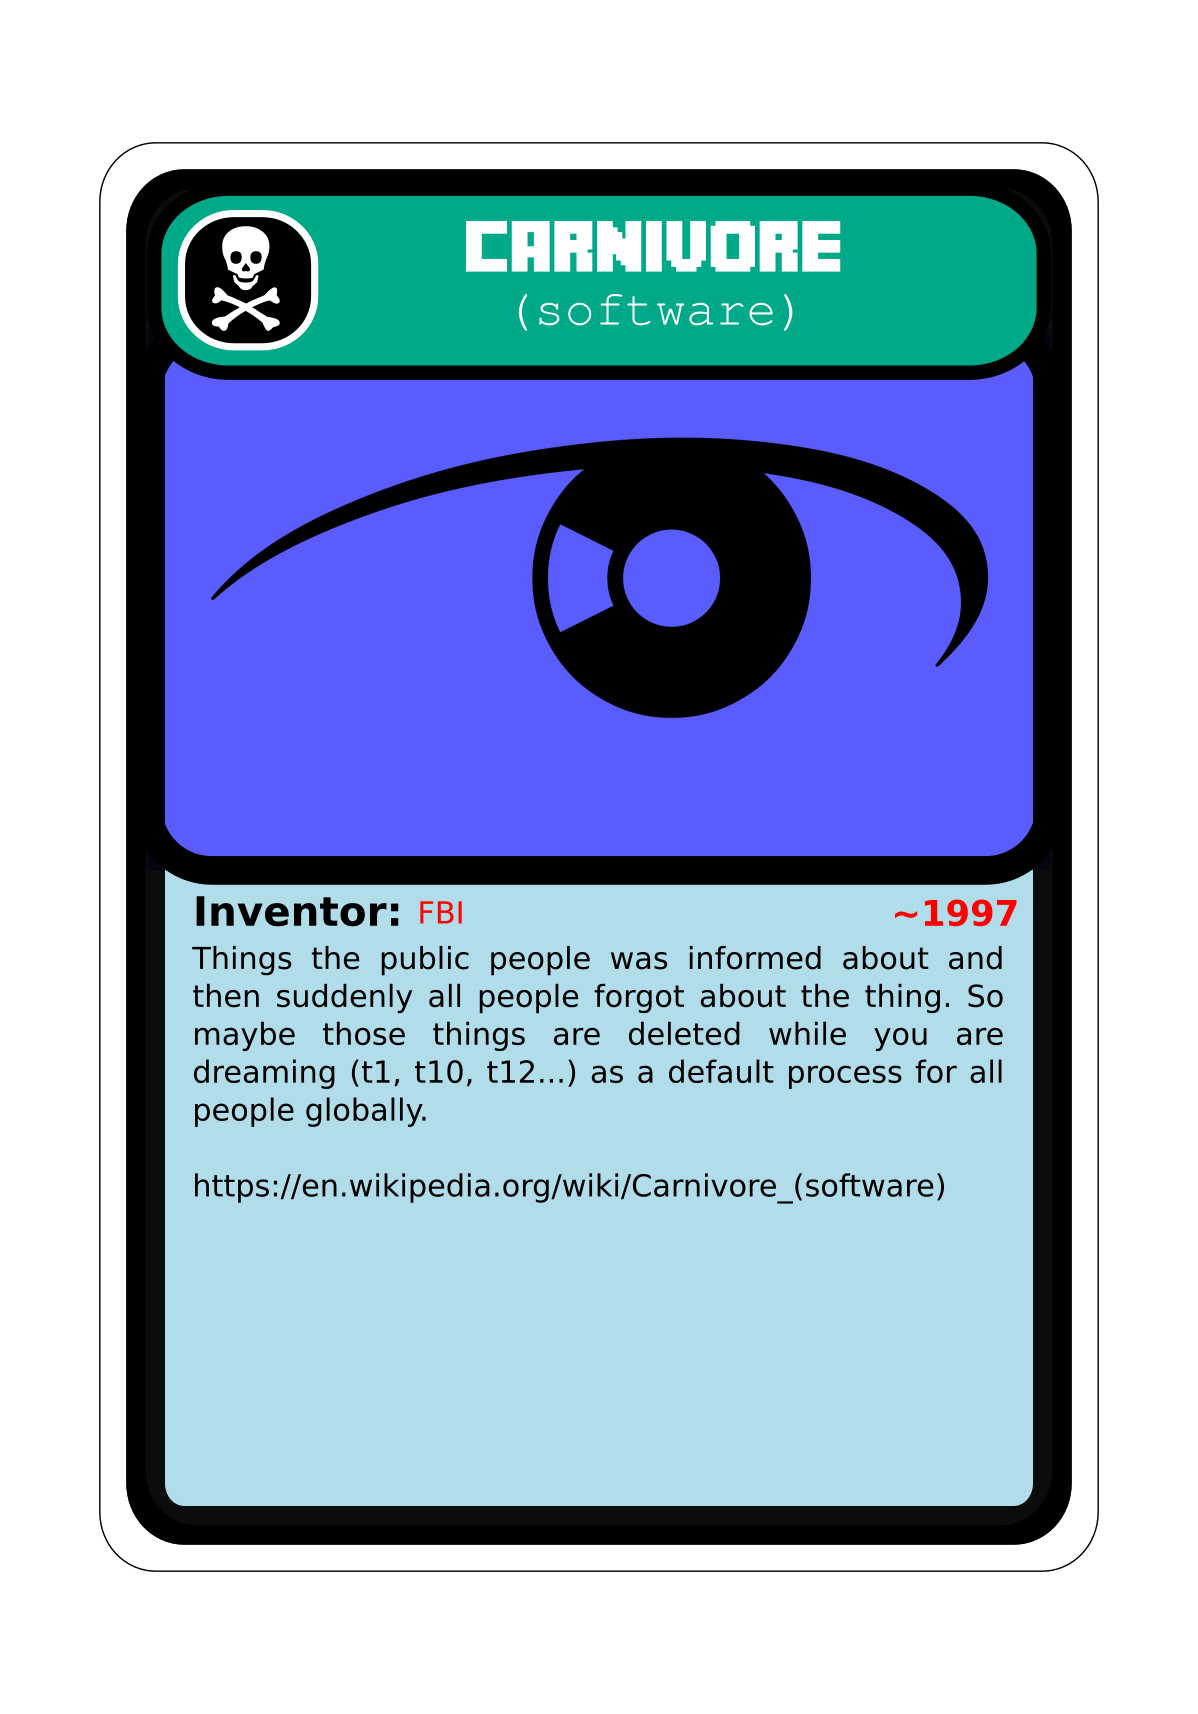 CARNIVORE
(software)
Inventor: FBI ~1997
Things the public people was informed about and
then suddenly all people forgot about the thing. So
maybe those things are deleted while you are
dreaming (t1, t10, t12...) as a default process for all
people globally.
https://en.wikipedia.org/wiki/Carnivore_(software)